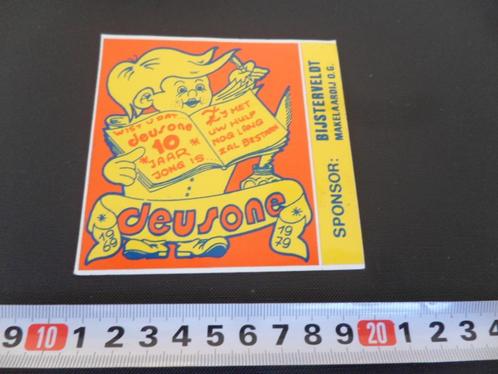 WIST U DAT
deusone
10
JAAR
JONG IS
Zy MET
UW HULP
NOG LANG
ZAL BESTAAN
deusone
1969
1979
SPONSOR: BIJSTERVELDT
MAKELAARDIJ O.G.
9 10 1 2 3 4 5 6 7 8 9 20 1 2 3 4